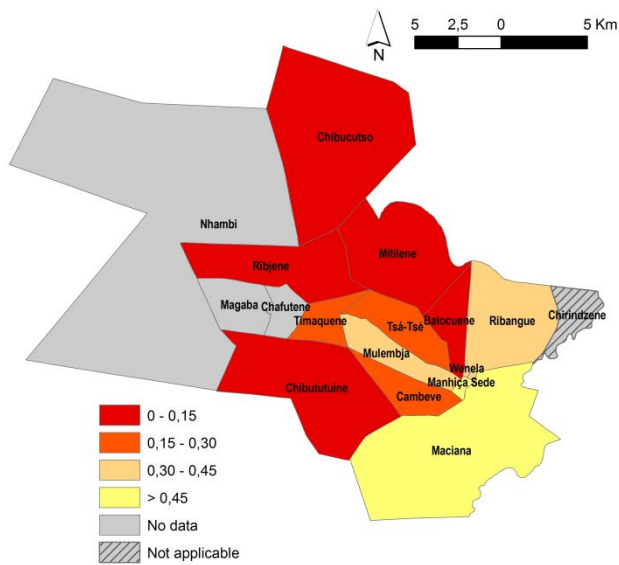 5 2,5 0 5 Km
N
Chibucutso
Nhambi
Mitilene
Ribjene
Magaba
Chafutene
Timaquene
Tsá-Tsé
Balocuene
Ribangue
Chirindzene
Mulembja
Wenela
Manhiça Sede
Chibututuine
Cambeve
Maciana
0 - 0,15
0,15 - 0,30
0,30 - 0,45
> 0,45
No data
Not applicable